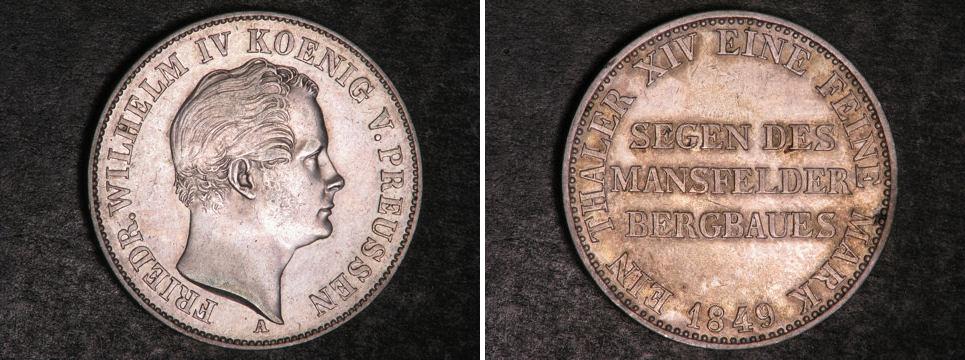 FRIEDR. WILHELM IV KOENIG V. PREUSSEN
A
EIN THALER XIV EINE FEINE MARK
SEGEN DES
MANSFELDER
BERGBAUES
1849